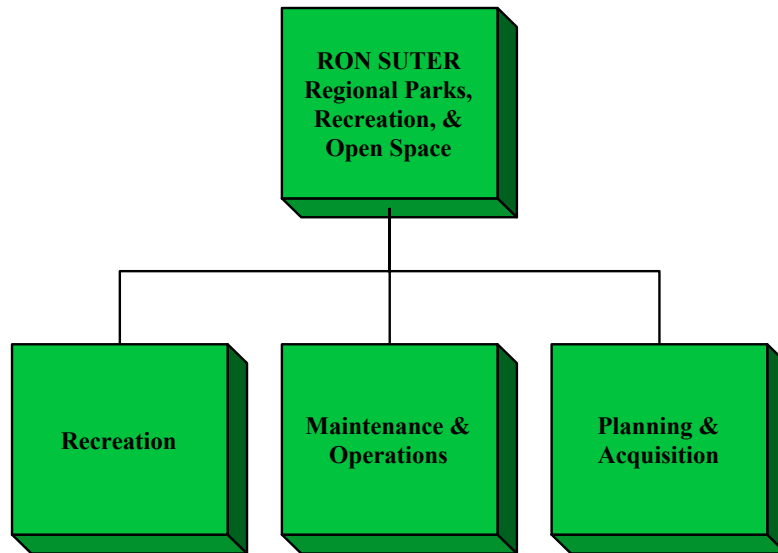 RON SUTER
Regional Parks,
Recreation, &
Open Space
Recreation
Maintenance &
Operations
Planning &
Acquisition